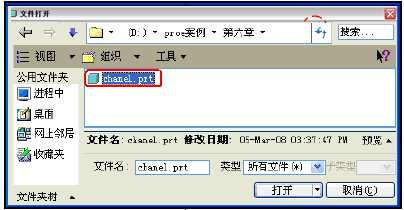 文件打开
(D:) ▸ proe案例 ▸ 第六章 ▾ 搜索...
视图 ▾ 组织 ▾ 工具 ▾
公用文件夹
进程中
桌面
网上邻居
收藏夹
chanel.prt
文件名: chanel.prt 修改日期: 05-Mar-08 03:37:47 PM 预览
文件名: chanel.prt 类型 所有文件(*) 子类型
文件夹树
打开 取消(C)